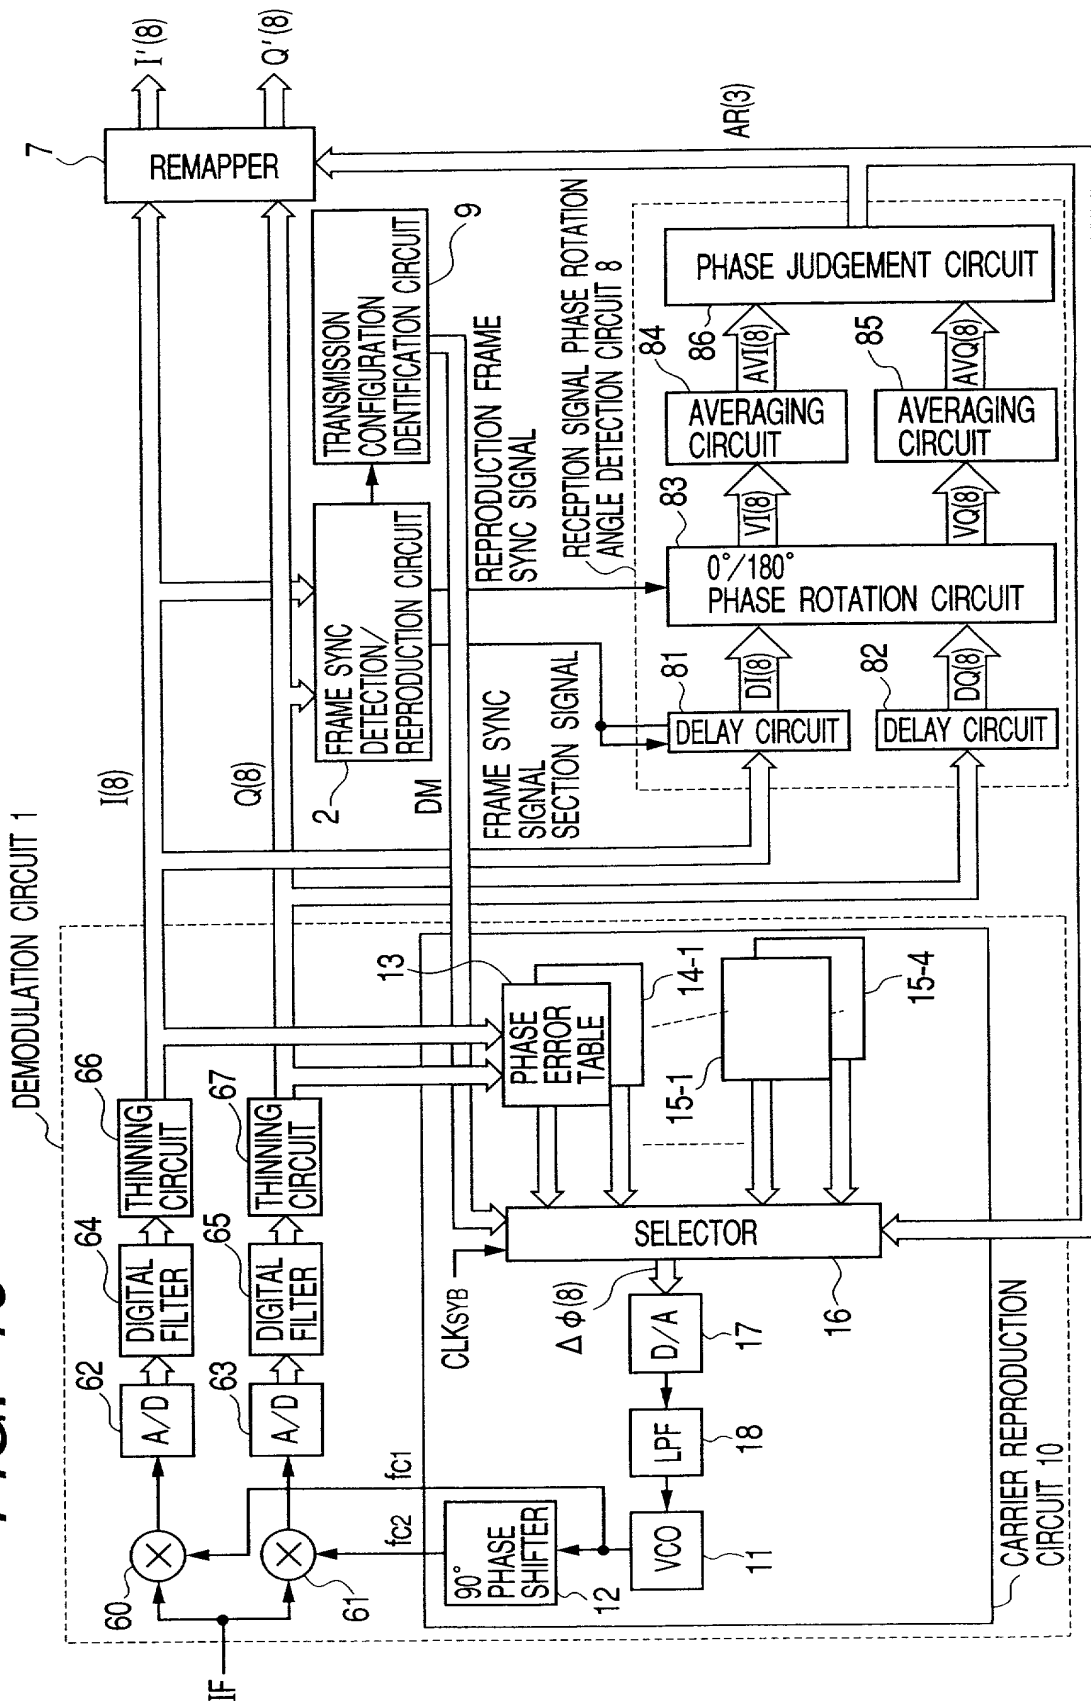 DEMODULATION CIRCUIT 1
IF
60
61
62
A/D
63
A/D
64
DIGITAL
FILTER
65
DIGITAL
FILTER
66
THINNING
CIRCUIT
67
THINNING
CIRCUIT
I(8)
Q(8)
7
REMAPPER
I'(8)
Q'(8)
fC1
fC2
90°
PHASE
SHIFTER
12
VCO
11
LPF
18
D/A
17
Δϕ(8)
CLKSYB
SELECTOR
16
13
PHASE
ERROR
TABLE
14-1
15-1
15-4
CARRIER REPRODUCTION
CIRCUIT 10
2
FRAME SYNC
DETECTION/
REPRODUCTION CIRCUIT
TRANSMISSION
CONFIGURATION
IDENTIFICATION CIRCUIT
9
DM
REPRODUCTION FRAME
SYNC SIGNAL
FRAME SYNC
SIGNAL
SECTION SIGNAL
RECEPTION SIGNAL PHASE ROTATION
ANGLE DETECTION CIRCUIT 8
81
DELAY CIRCUIT
82
DELAY CIRCUIT
DI(8)
DQ(8)
83
0°/180°
PHASE ROTATION CIRCUIT
VI(8)
VQ(8)
84
AVERAGING
CIRCUIT
85
AVERAGING
CIRCUIT
AVI(8)
AVQ(8)
86
PHASE JUDGEMENT CIRCUIT
AR(3)